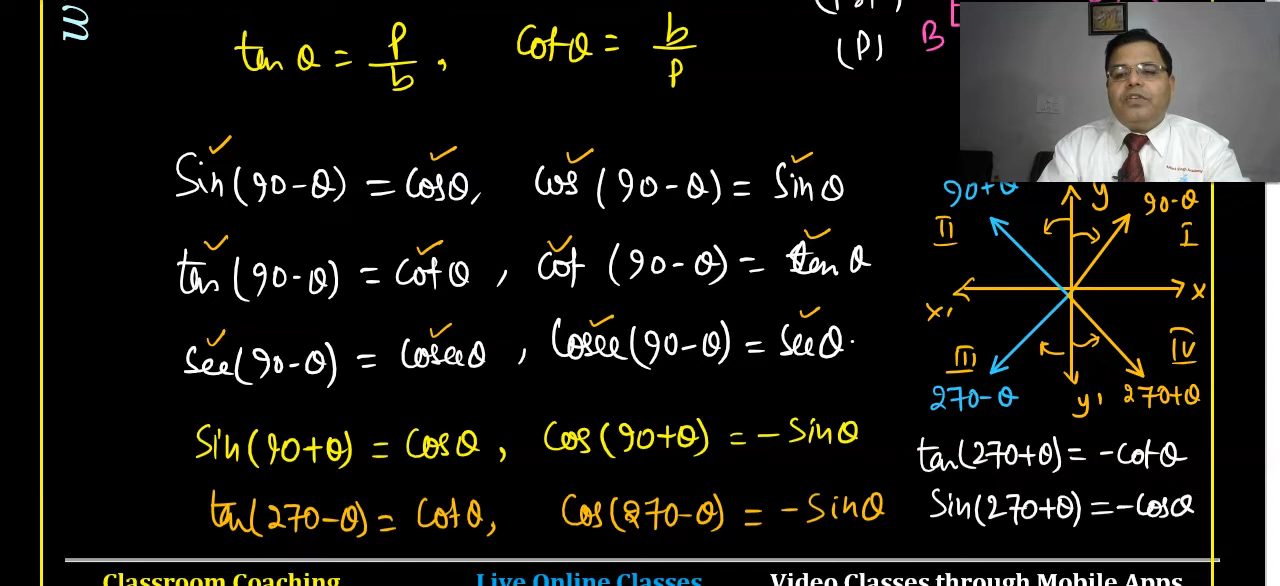 tan θ = p/b, cot θ = b/p
(P) B
Sin(90-θ) = Cosθ, Cos(90-θ) = Sinθ
tan(90-θ) = Cotθ, Cot(90-θ) = tanθ
Sec(90-θ) = Cosecθ, Cosec(90-θ) = Secθ.
Sin(90+θ) = Cosθ, Cos(90+θ) = -Sinθ
tan(270-θ) = Cotθ, Cos(270-θ) = -Sinθ
90+θ y 90-θ
II I
x' x
III IV
270-θ y' 270+θ
tan(270+θ) = -Cotθ
Sin(270+θ) = -Cosθ
Classroom Coaching Live Online Classes Video Classes through Mobile Apps